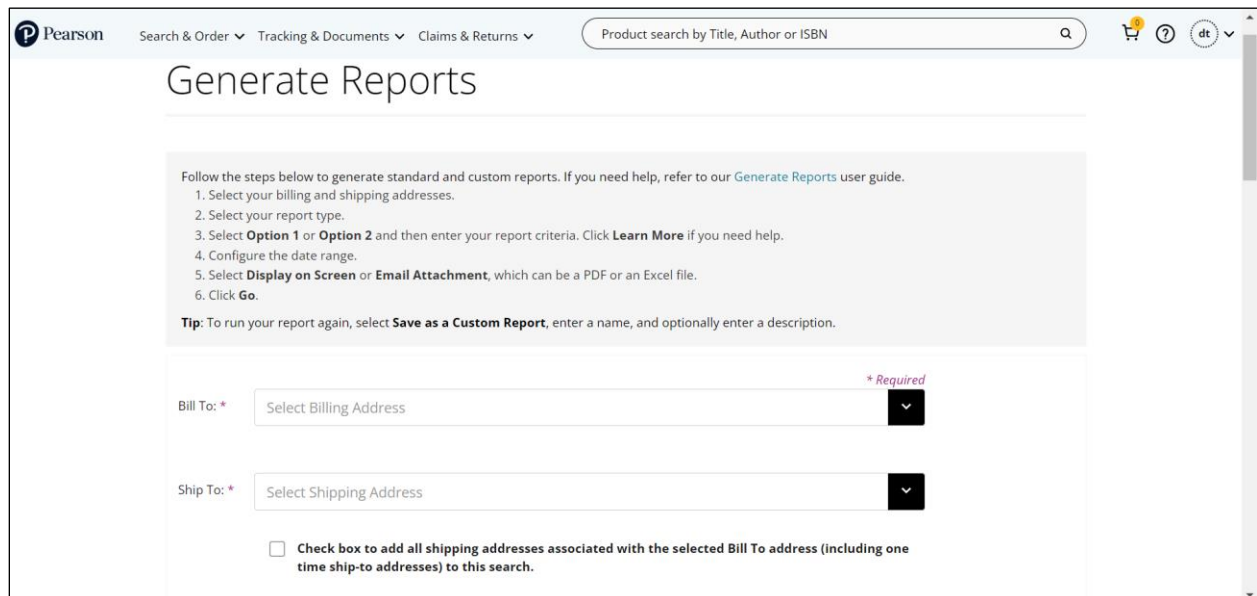 Pearson
Search & Order
Tracking & Documents
Claims & Returns
Product search by Title, Author or ISBN
0
?
dt
Generate Reports
Follow the steps below to generate standard and custom reports. If you need help, refer to our Generate Reports user guide.
1. Select your billing and shipping addresses.
2. Select your report type.
3. Select Option 1 or Option 2 and then enter your report criteria. Click Learn More if you need help.
4. Configure the date range.
5. Select Display on Screen or Email Attachment, which can be a PDF or an Excel file.
6. Click Go.
Tip: To run your report again, select Save as a Custom Report, enter a name, and optionally enter a description.
* Required
Bill To: *
Select Billing Address
Ship To: *
Select Shipping Address
Check box to add all shipping addresses associated with the selected Bill To address (including one
time ship-to addresses) to this search.